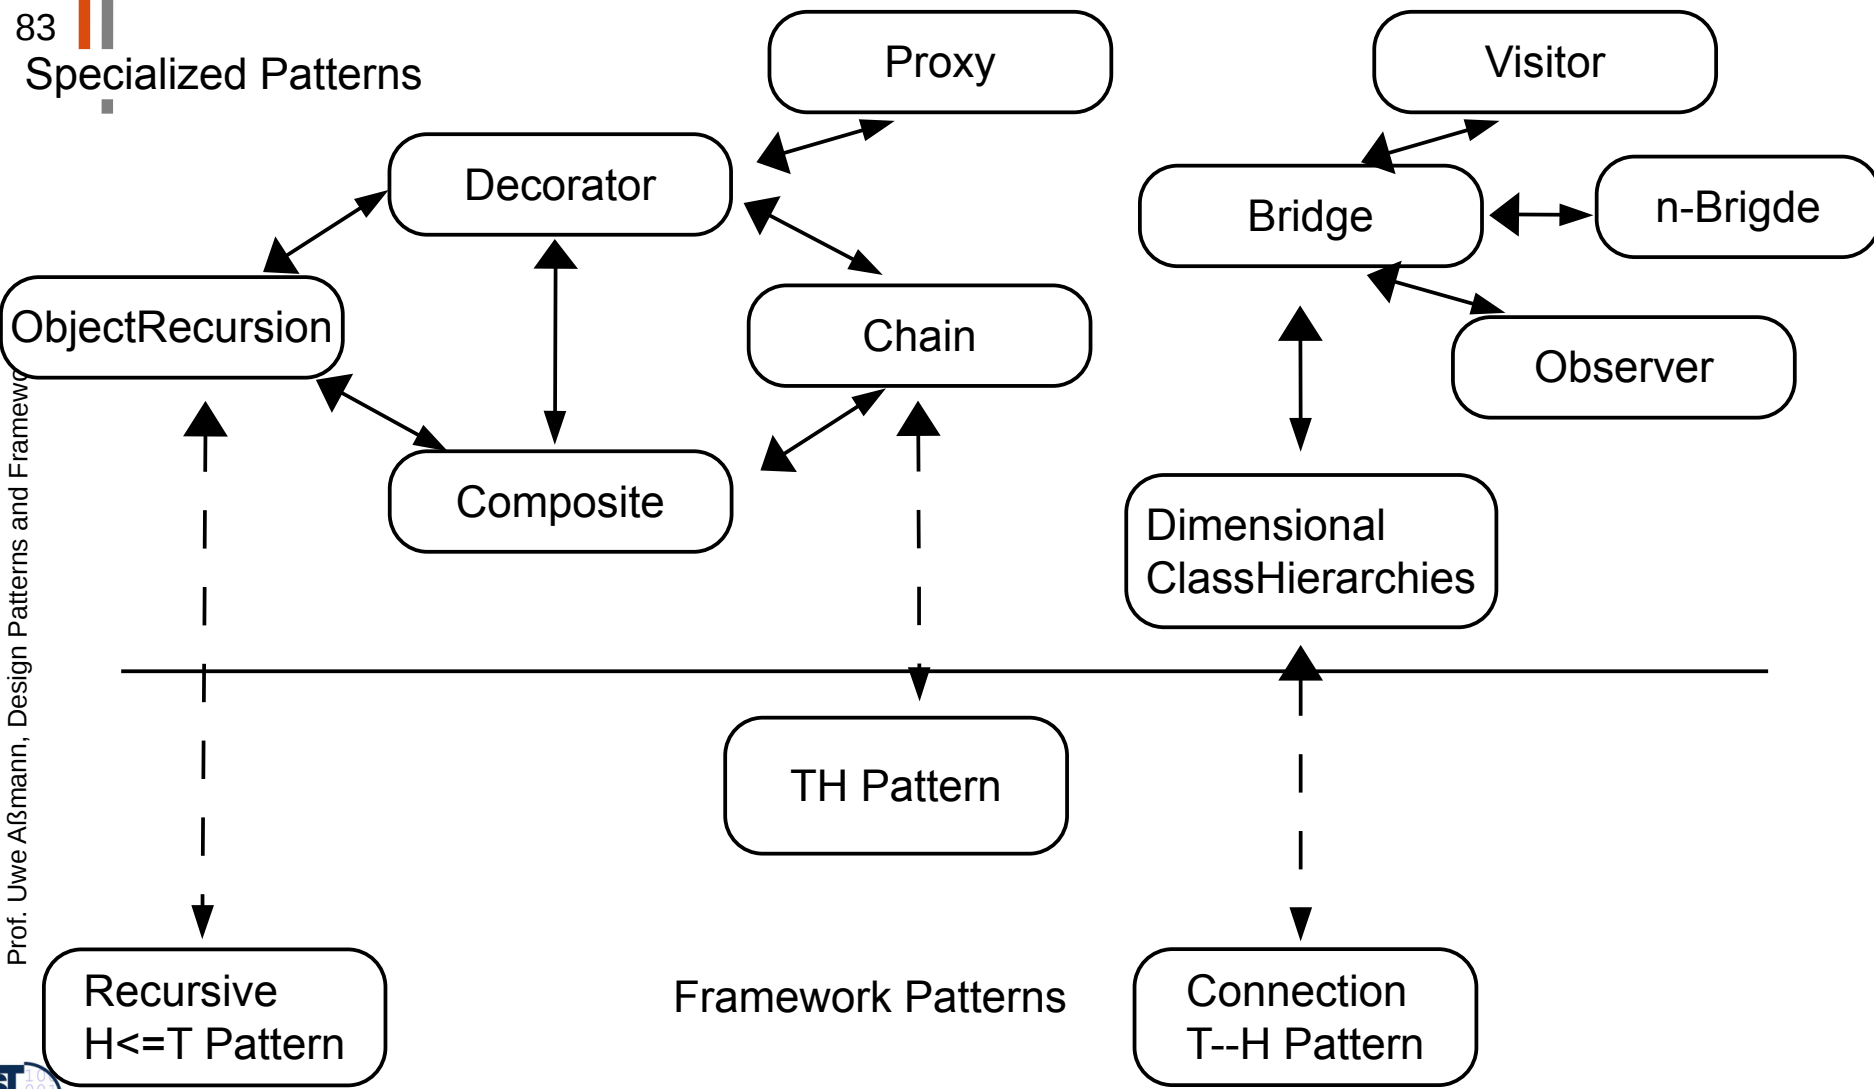 83
Specialized Patterns
Proxy
Visitor
Decorator
Bridge
n-Brigde
ObjectRecursion
Chain
Observer
Composite
Dimensional
ClassHierarchies
TH Pattern
Recursive
H<=T Pattern
Framework Patterns
Connection
T--H Pattern
Prof. Uwe Aßmann, Design Patterns and Framewo